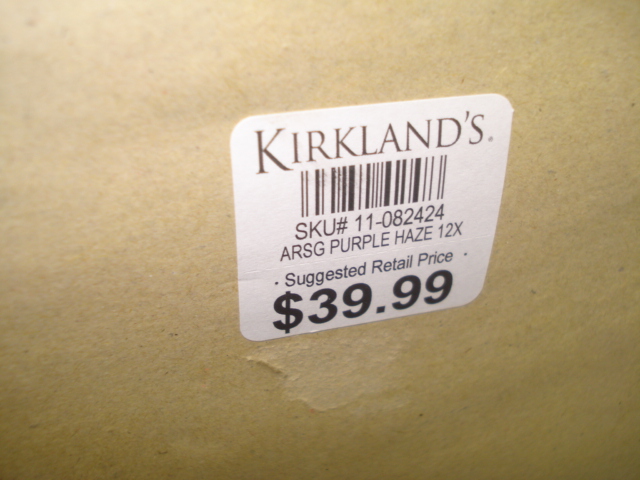 KIRKLAND'S.
SKU# 11-082424
ARSG PURPLE HAZE 12X
· Suggested Retail Price ·
$39.99